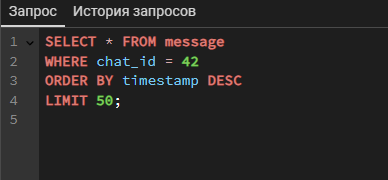 Запрос История запросов
1 SELECT * FROM message
2 WHERE chat_id = 42
3 ORDER BY timestamp DESC
4 LIMIT 50;
5